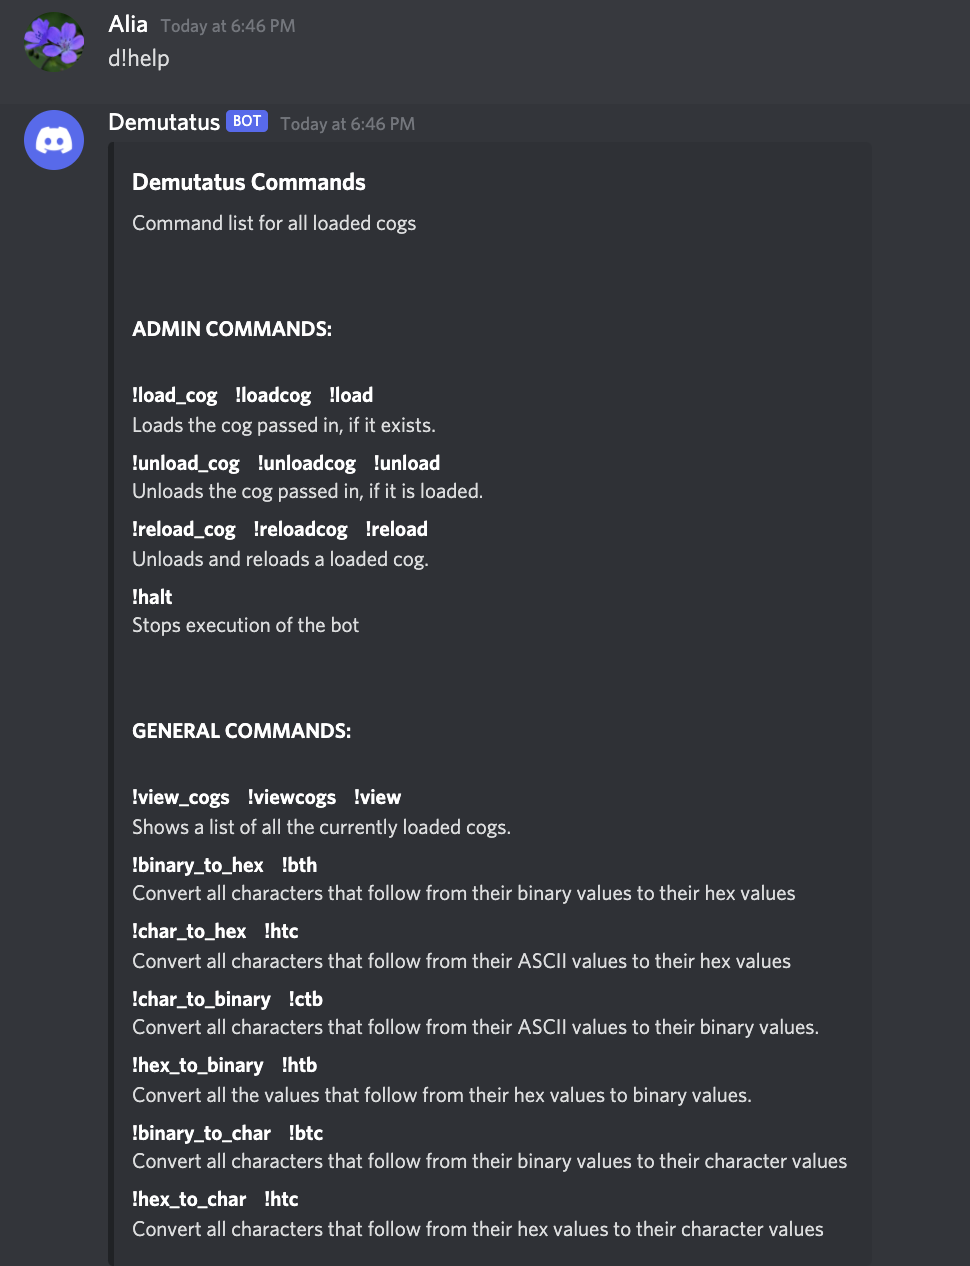 Alia Today at 6:46 PM
d!help
Demutatus BOT Today at 6:46 PM
Demutatus Commands
Command list for all loaded cogs
ADMIN COMMANDS:
!load_cog !loadcog !load
Loads the cog passed in, if it exists.
!unload_cog !unloadcog !unload
Unloads the cog passed in, if it is loaded.
!reload_cog !reloadcog !reload
Unloads and reloads a loaded cog.
!halt
Stops execution of the bot
GENERAL COMMANDS:
!view_cogs !viewcogs !view
Shows a list of all the currently loaded cogs.
!binary_to_hex !bth
Convert all characters that follow from their binary values to their hex values
!char_to_hex !htc
Convert all characters that follow from their ASCII values to their hex values
!char_to_binary !ctb
Convert all characters that follow from their ASCII values to their binary values.
!hex_to_binary !htb
Convert all the values that follow from their hex values to binary values.
!binary_to_char !btc
Convert all characters that follow from their binary values to their character values
!hex_to_char !htc
Convert all characters that follow from their hex values to their character values